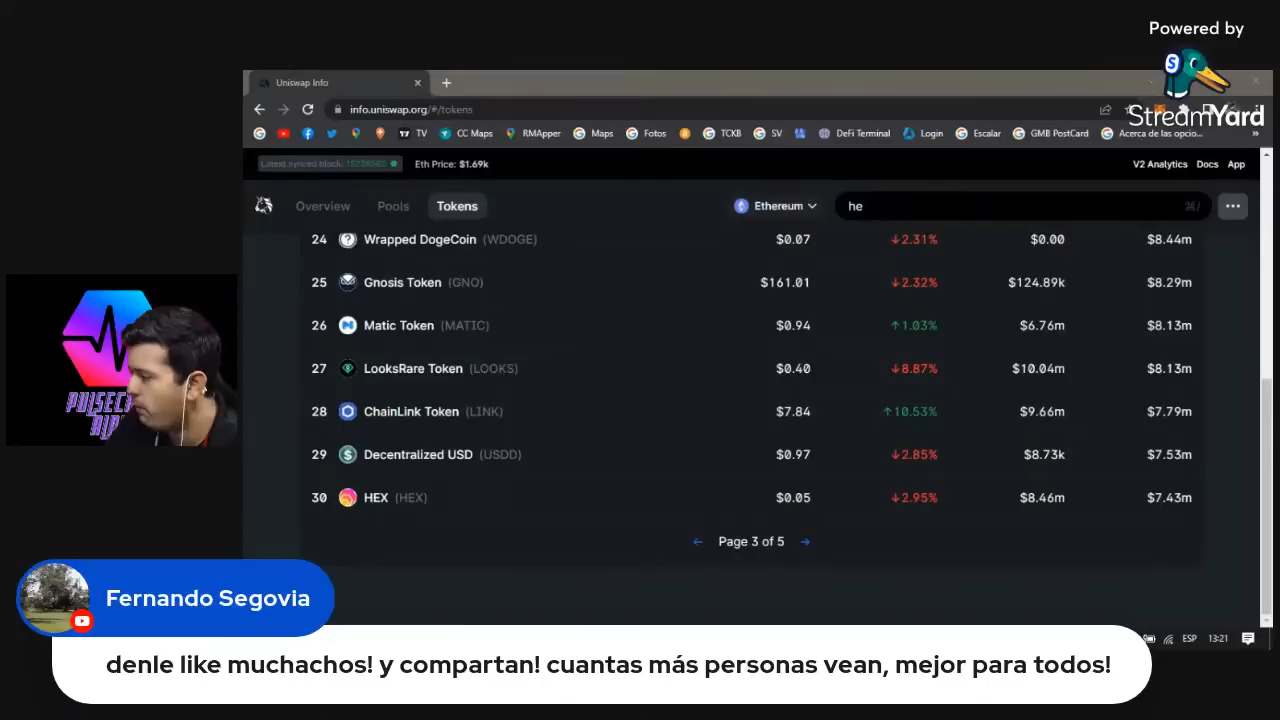 Powered by
StreamYard
Uniswap Info
info.uniswap.org/#/tokens
TV CC Maps RMApper Maps Fotos TCKB SV DeFi Terminal Login Escalar GMB PostCard Acerca de las opcio... »
Latest synced block: Eth Price: $1.69k V2 Analytics Docs App
Overview Pools Tokens Ethereum he ⌘/ ...
24 Wrapped DogeCoin (WDOGE) $0.07 ↓2.31% $0.00 $8.44m
25 Gnosis Token (GNO) $161.01 ↓2.32% $124.89k $8.29m
26 Matic Token (MATIC) $0.94 ↑1.03% $6.76m $8.13m
27 LooksRare Token (LOOKS) $0.40 ↓8.87% $10.04m $8.13m
28 ChainLink Token (LINK) $7.84 ↑10.53% $9.66m $7.79m
29 Decentralized USD (USDD) $0.97 ↓2.85% $8.73k $7.53m
30 HEX (HEX) $0.05 ↓2.95% $8.46m $7.43m
← Page 3 of 5 →
ESP 13:21
Fernando Segovia
denle like muchachos! y compartan! cuantas más personas vean, mejor para todos!